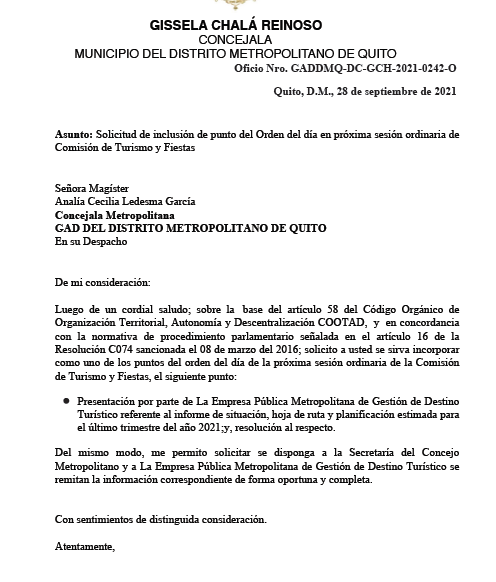 GISSELA CHALÁ REINOSO
CONCEJALA
MUNICIPIO DEL DISTRITO METROPOLITANO DE QUITO
Oficio Nro. GADDMQ-DC-GCH-2021-0242-O
Quito, D.M., 28 de septiembre de 2021
Asunto: Solicitud de inclusión de punto del Orden del día en próxima sesión ordinaria de
Comisión de Turismo y Fiestas
Señora Magíster
Analía Cecilia Ledesma García
Concejala Metropolitana
GAD DEL DISTRITO METROPOLITANO DE QUITO
En su Despacho
De mi consideración:
Luego de un cordial saludo; sobre la base del artículo 58 del Código Orgánico de
Organización Territorial, Autonomía y Descentralización COOTAD, y en concordancia
con la normativa de procedimiento parlamentario señalada en el artículo 16 de la
Resolución C074 sancionada el 08 de marzo del 2016; solicito a usted se sirva incorporar
como uno de los puntos del orden del día de la próxima sesión ordinaria de la Comisión
de Turismo y Fiestas, el siguiente punto:
● Presentación por parte de La Empresa Pública Metropolitana de Gestión de Destino
Turístico referente al informe de situación, hoja de ruta y planificación estimada para
el último trimestre del año 2021;y, resolución al respecto.
Del mismo modo, me permito solicitar se disponga a la Secretaría del Concejo
Metropolitano y a La Empresa Pública Metropolitana de Gestión de Destino Turístico se
remitan la información correspondiente de forma oportuna y completa.
Con sentimientos de distinguida consideración.
Atentamente,